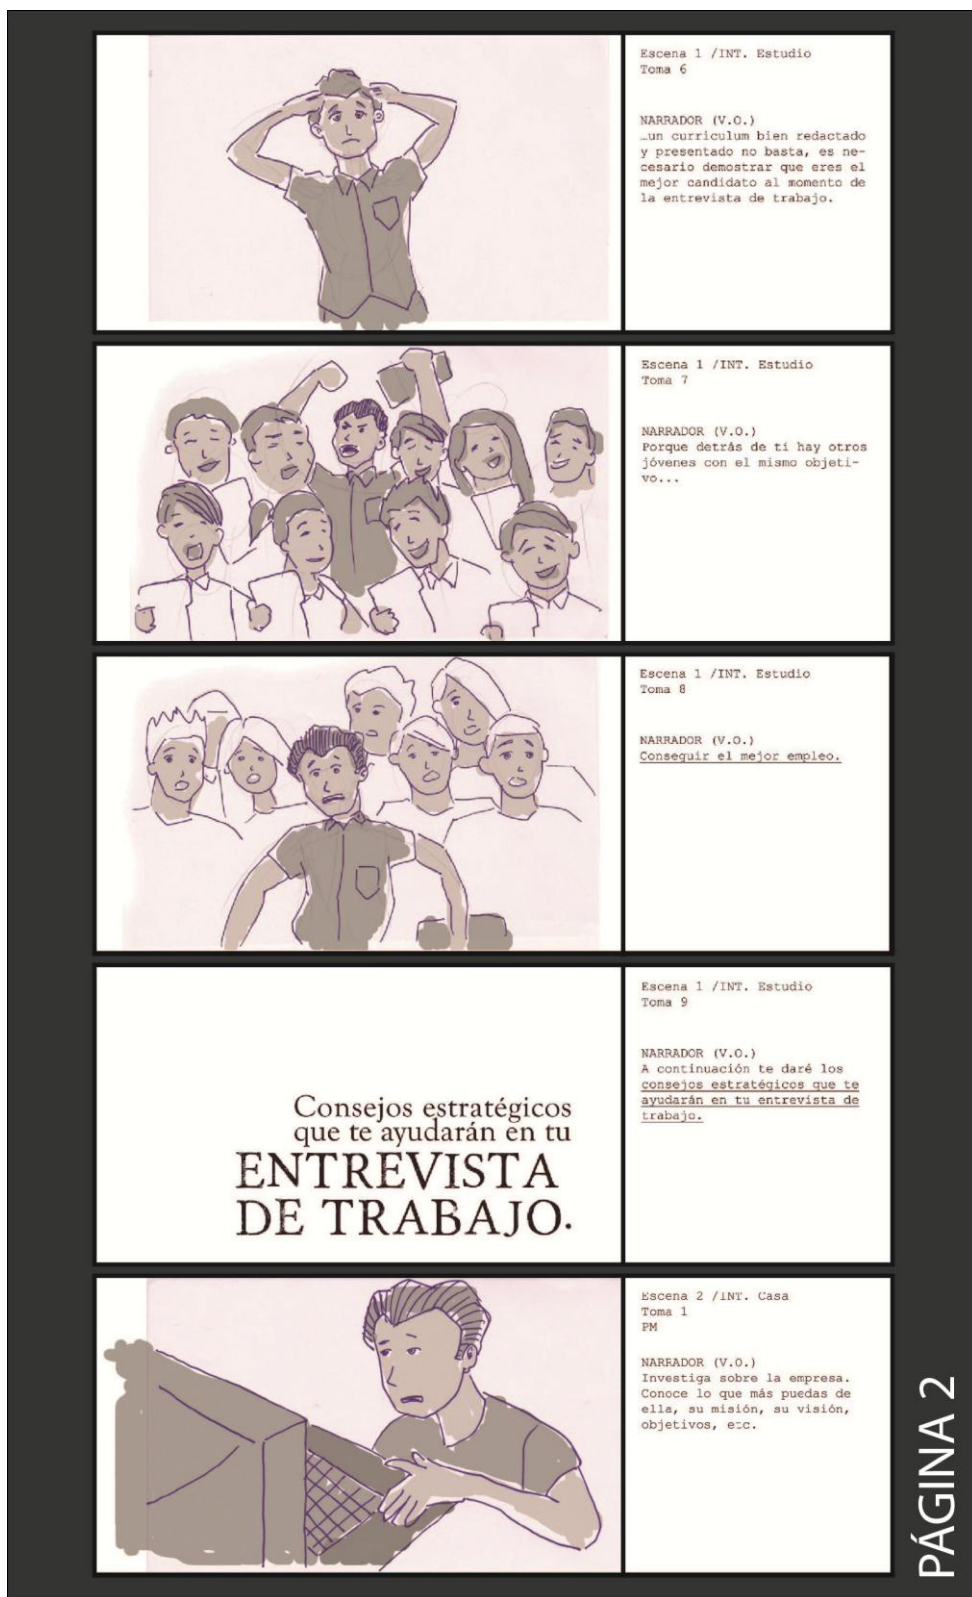 Escena 1 /INT. Estudio
Toma 6
NARRADOR (V.O.)
…un curriculum bien redactado
y presentado no basta, es ne-
cesario demostrar que eres el
mejor candidato al momento de
la entrevista de trabajo.
Escena 1 /INT. Estudio
Toma 7
NARRADOR (V.O.)
Porque detrás de ti hay otros
jóvenes con el mismo objeti-
vo...
Escena 1 /INT. Estudio
Toma 8
NARRADOR (V.O.)
Conseguir el mejor empleo.
Consejos estratégicos
que te ayudarán en tu
ENTREVISTA
DE TRABAJO.
Escena 1 /INT. Estudio
Toma 9
NARRADOR (V.O.)
A continuación te daré los
consejos estratégicos que te
ayudarán en tu entrevista de
trabajo.
Escena 2 /INT. Casa
Toma 1
PM
NARRADOR (V.O.)
Investiga sobre la empresa.
Conoce lo que más puedas de
ella, su misión, su visión,
objetivos, etc.
PÁGINA 2